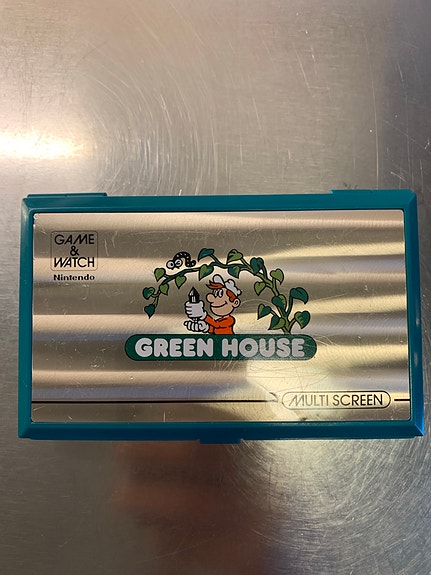 GAME
&
WATCH
Nintendo
GREEN HOUSE
MULTI SCREEN